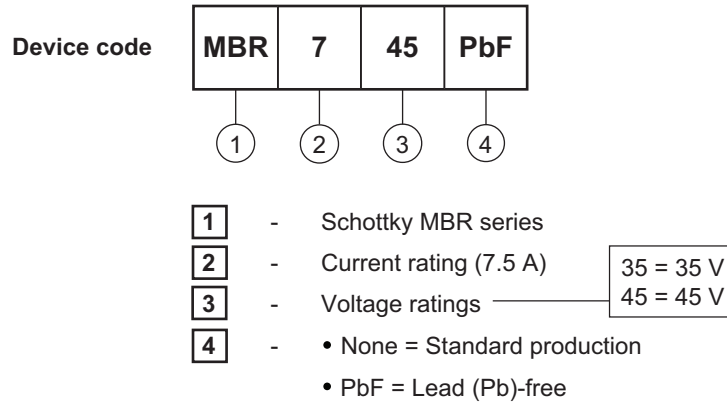 Device code MBR 7 45 PbF
1 2 3 4
1 - Schottky MBR series
2 - Current rating (7.5 A)
35 = 35 V
3 - Voltage ratings
45 = 45 V
4 - • None = Standard production
• PbF = Lead (Pb)-free